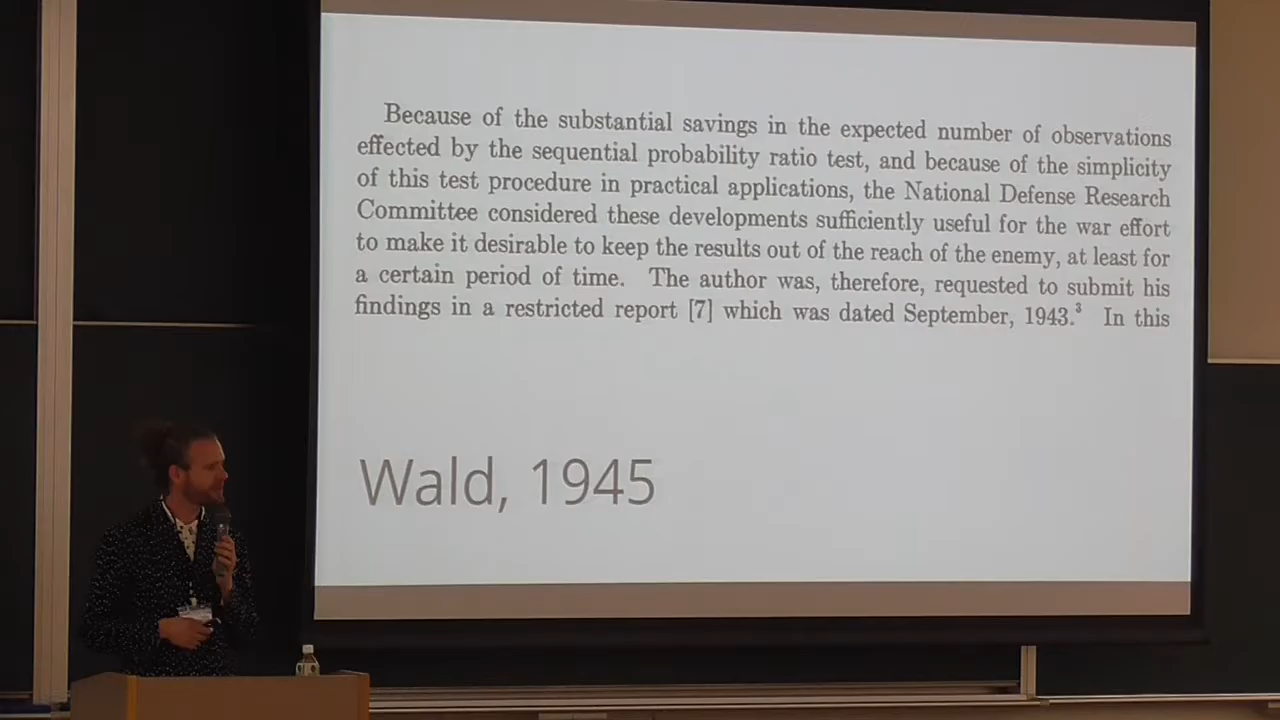 Because of the substantial savings in the expected number of observations
effected by the sequential probability ratio test, and because of the simplicity
of this test procedure in practical applications, the National Defense Research
Committee considered these developments sufficiently useful for the war effort
to make it desirable to keep the results out of the reach of the enemy, at least for
a certain period of time. The author was, therefore, requested to submit his
findings in a restricted report [7] which was dated September, 1943.³ In this
Wald, 1945